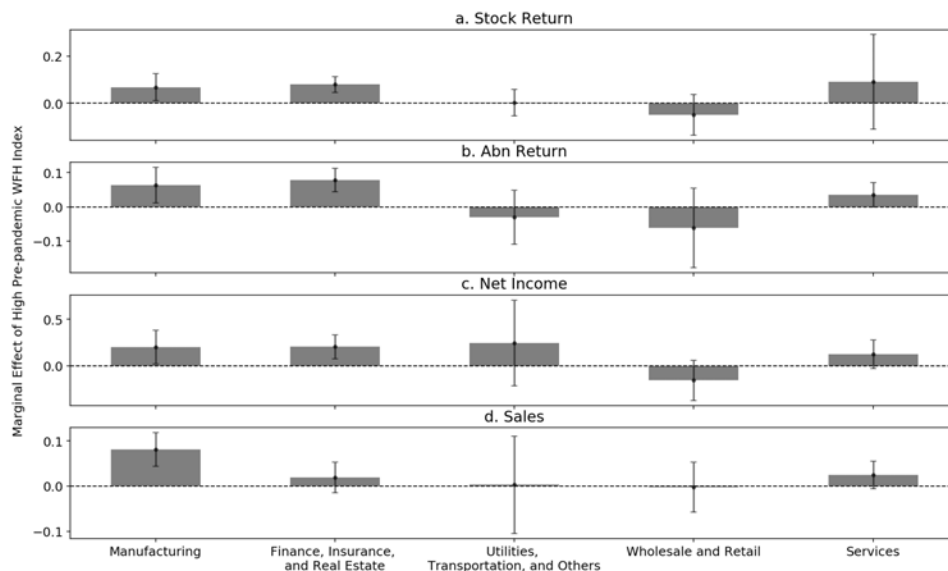 a. Stock Return
0.2
0.0
b. Abn Return
0.1
0.0
−0.1
c. Net Income
0.5
0.0
d. Sales
0.1
0.0
−0.1
Marginal Effect of High Pre-pandemic WFH Index
Manufacturing
Finance, Insurance,
and Real Estate
Utilities,
Transportation, and Others
Wholesale and Retail
Services